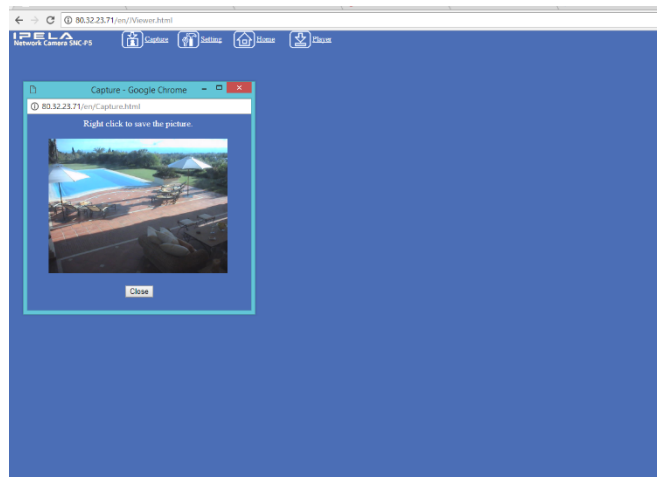 80.32.23.71/en//Viewer.html
IPELA
Network Camera SNC-P5
Capture
Setting
Home
Player
Capture - Google Chrome
80.32.23.71/en/Capture.html
Right click to save the picture.
Close